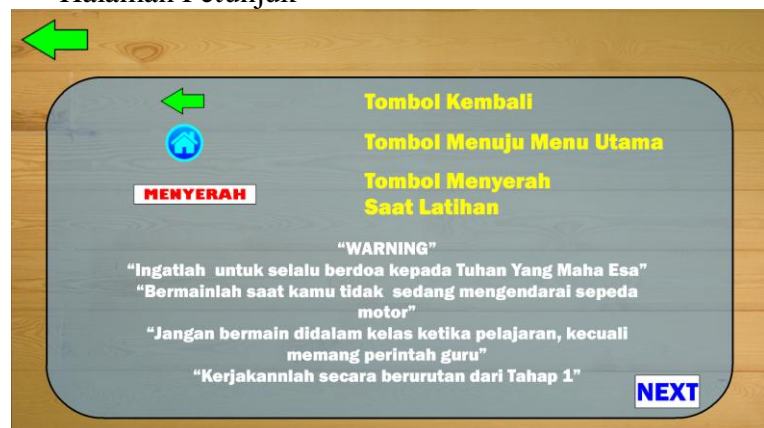 Halaman Petunjuk
Tombol Kembali
Tombol Menuju Menu Utama
MENYERAH
Tombol Menyerah
Saat Latihan
“WARNING”
“Ingatlah untuk selalu berdoa kepada Tuhan Yang Maha Esa”
“Bermainlah saat kamu tidak sedang mengendarai sepeda
motor”
“Jangan bermain didalam kelas ketika pelajaran, kecuali
memang perintah guru”
“Kerjakannlah secara berurutan dari Tahap 1”
NEXT